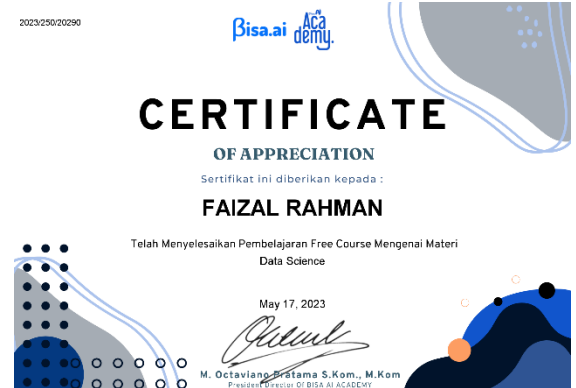 2023/250/20290
Bisa.ai Academy.
CERTIFICATE
OF APPRECIATION
Sertifikat ini diberikan kepada :
FAIZAL RAHMAN
Telah Menyelesaikan Pembelajaran Free Course Mengenai Materi
Data Science
May 17, 2023
M. Octaviano Pratama S.Kom., M.Kom
President Director Of BISA AI ACADEMY